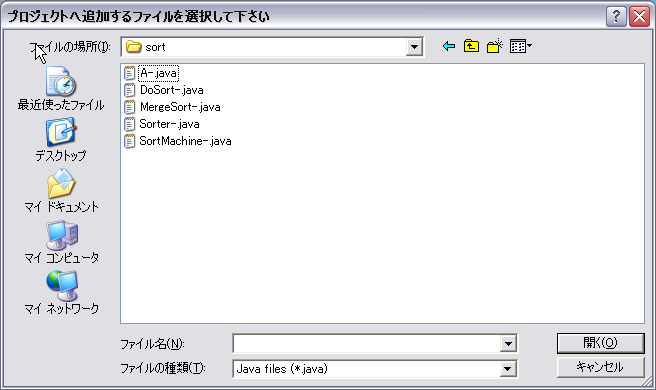 プロジェクトへ追加するファイルを選択して下さい
ファイルの場所(I):
sort
最近使ったファイル
デスクトップ
マイ ドキュメント
マイ コンピュータ
マイ ネットワーク
A-.java
DoSort-.java
MergeSort-.java
Sorter-.java
SortMachine-.java
ファイル名(N):
開く(O)
ファイルの種類(T):
Java files (*.java)
キャンセル